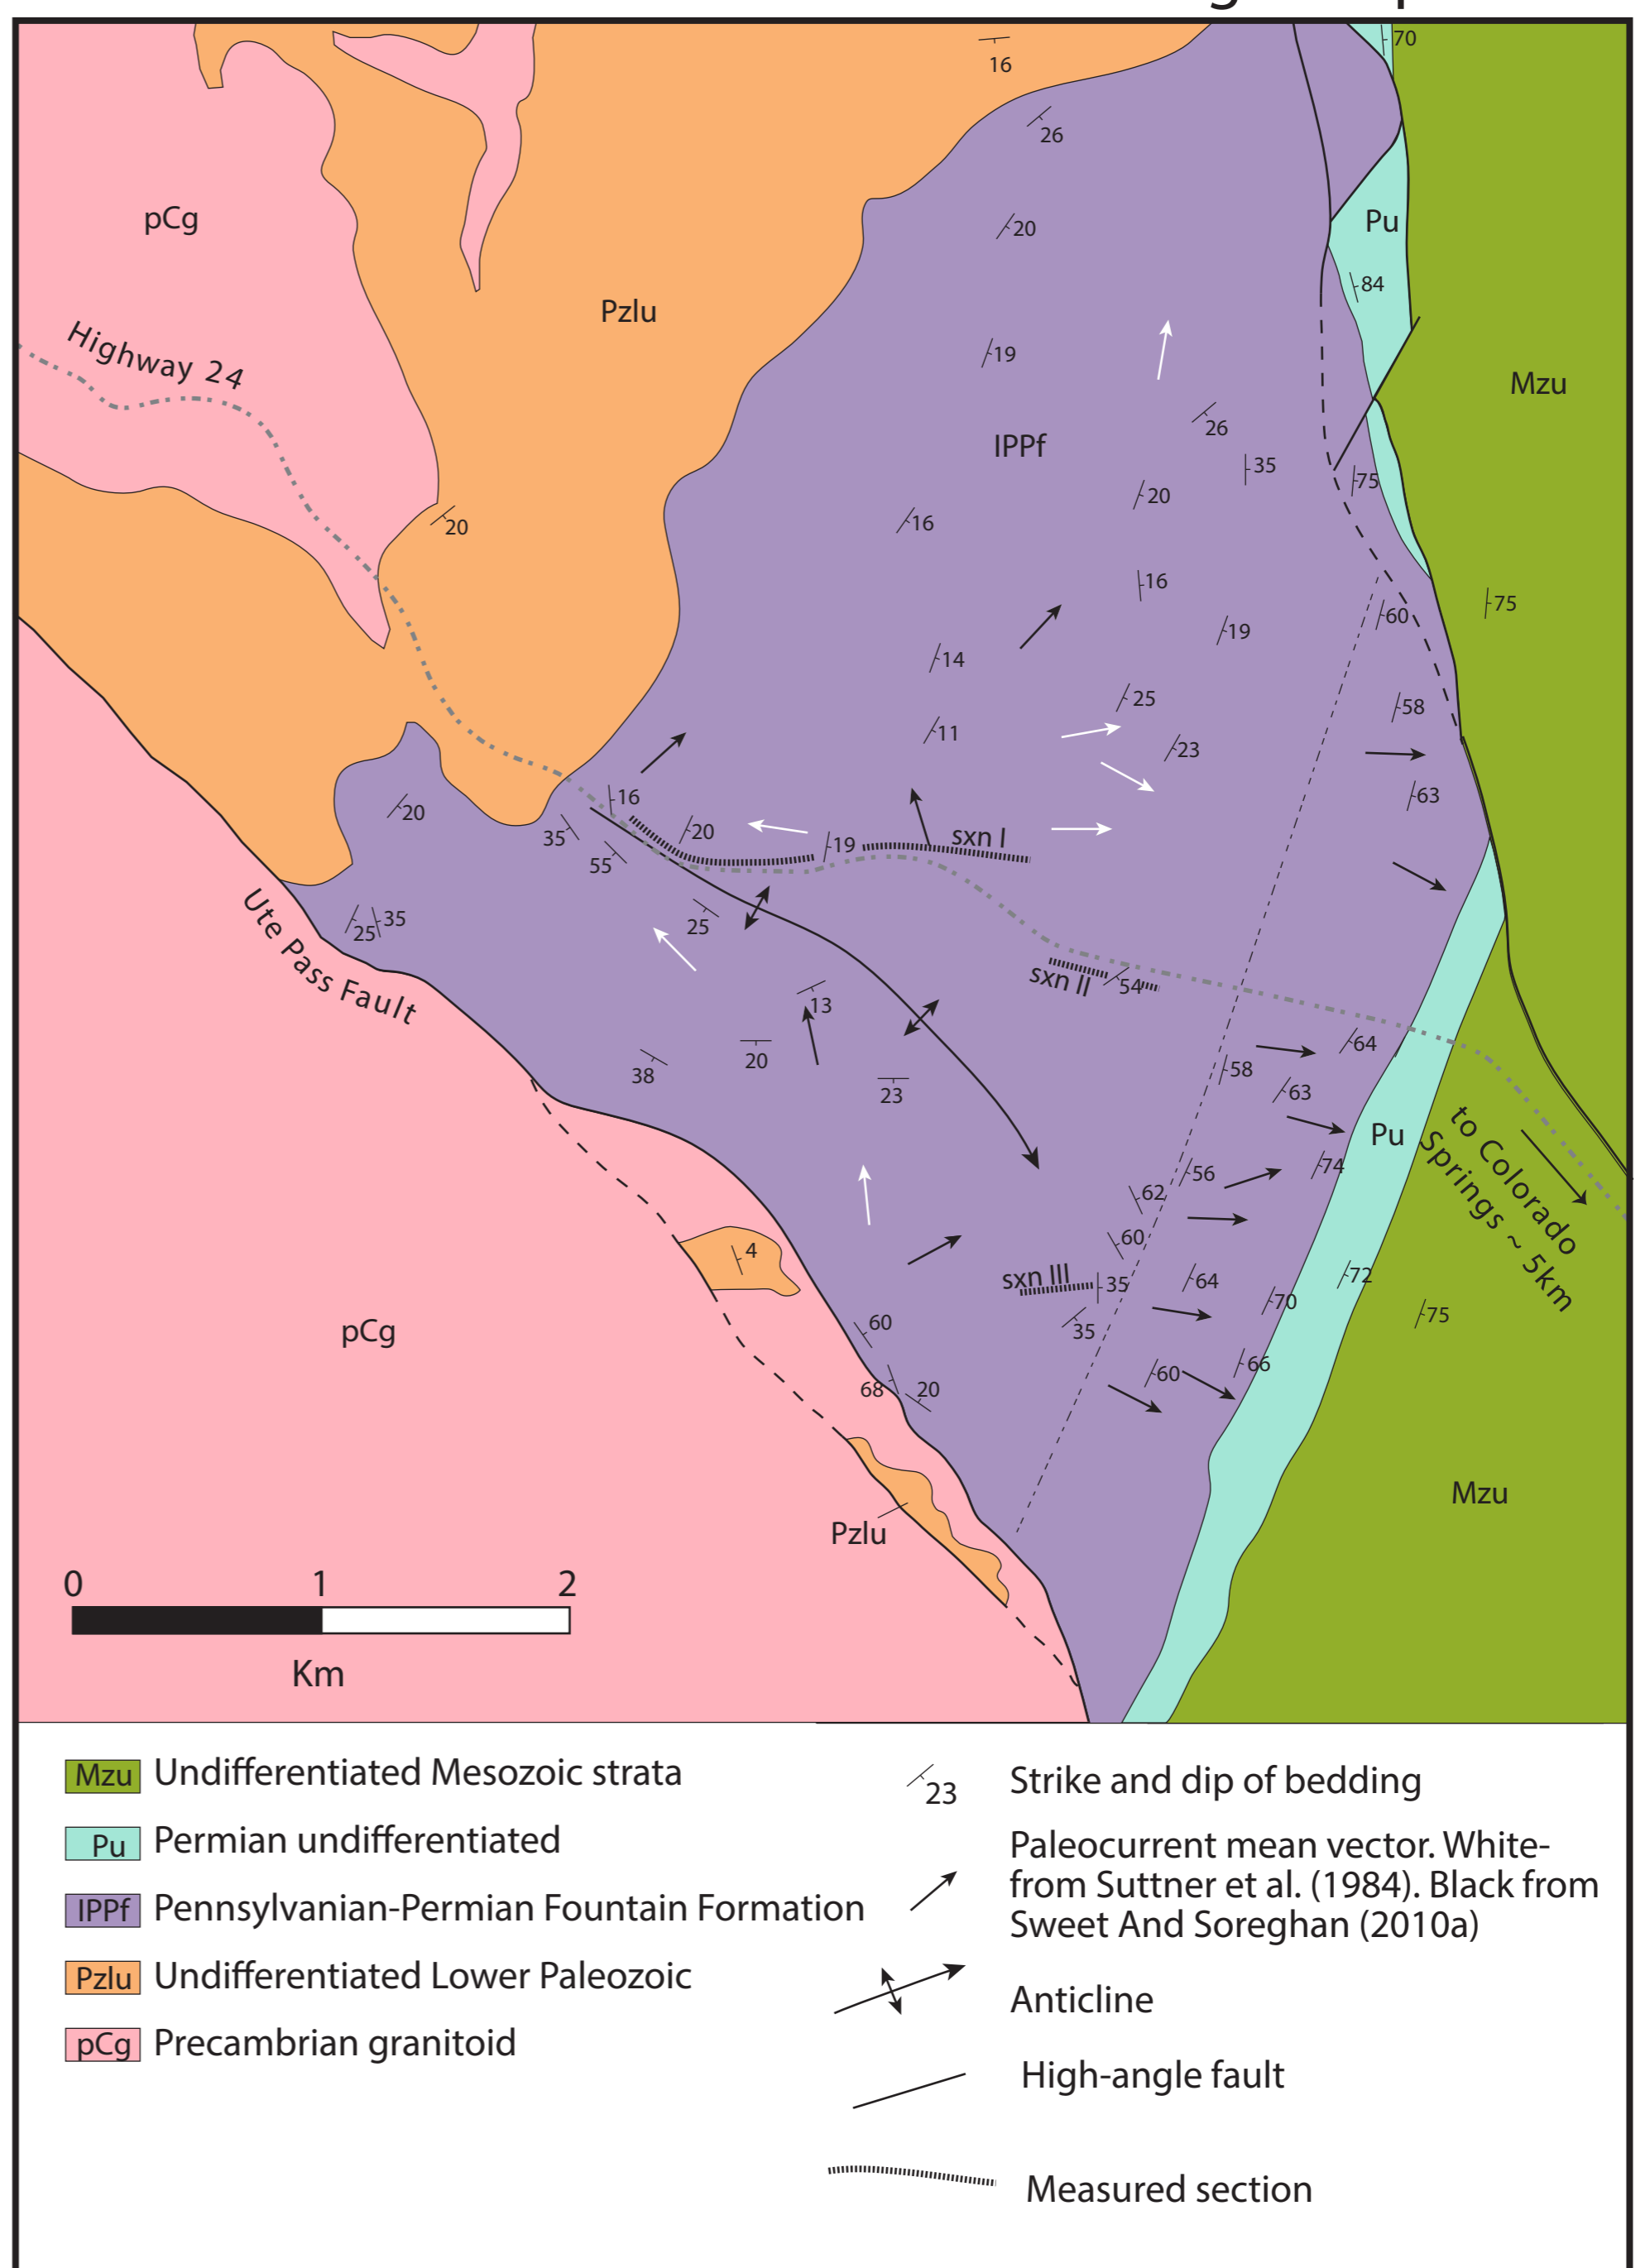 70
16
26
pCg
20
Pu
84
Pzlu
Highway 24
19
Mzu
26
IPPf
35
75
20
16
20
16
75
60
19
14
25
58
11
23
63
16
20
20
35
19
sxn I
55
25
35
25
Ute Pass Fault
sxn II
54
13
64
20
38
58
23
63
Pu
to Colorado
Springs ~ 5km
74
56
62
60
4
sxn III
35
64
72
70
75
pCg
60
35
66
60
68
20
Mzu
Pzlu
0 1 2
Km
Mzu Undifferentiated Mesozoic strata
Pu Permian undifferentiated
IPPf Pennsylvanian-Permian Fountain Formation
Pzlu Undifferentiated Lower Paleozoic
pCg Precambrian granitoid
23
Strike and dip of bedding
Paleocurrent mean vector. White-
from Suttner et al. (1984). Black from
Sweet And Soreghan (2010a)
Anticline
High-angle fault
Measured section